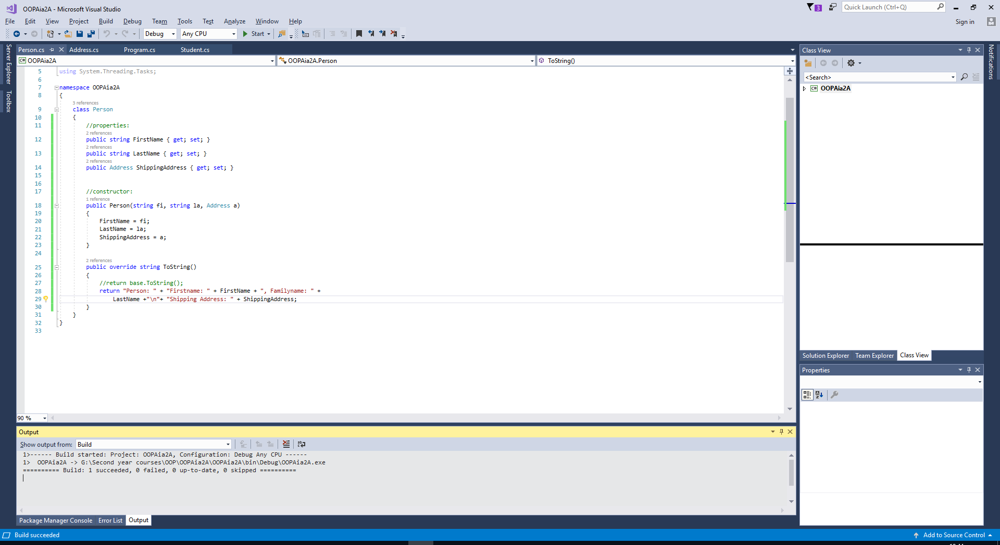 OOPAia2A - Microsoft Visual Studio
3
Quick Launch (Ctrl+Q)
File Edit View Project Build Debug Team Tools Test Analyze Window Help
Sign in
Debug Any CPU Start
Server Explorer
Toolbox
Person.cs Address.cs Program.cs Student.cs
C# OOPAia2A OOPAia2A.Person ToString()
5 using System.Threading.Tasks;
6
7 namespace OOPAia2A
8 {
3 references
9 class Person
10 {
11 //properties:
2 references
12 public string FirstName { get; set; }
2 references
13 public string LastName { get; set; }
2 references
14 public Address ShippingAddress { get; set; }
15
16
17 //constructor:
1 reference
18 public Person(string fi, string la, Address a)
19 {
20 FirstName = fi;
21 LastName = la;
22 ShippingAddress = a;
23 }
24
2 references
25 public override string ToString()
26 {
27 //return base.ToString();
28 return "Person: " + "Firstname: " + FirstName + ", Familyname: " +
29 LastName +"\n"+ "Shipping Address: " + ShippingAddress;
30 }
31 }
32 }
33
90 %
Output
Show output from: Build
1>------ Build started: Project: OOPAia2A, Configuration: Debug Any CPU ------
1>  OOPAia2A -> G:\Second year courses\OOP\OOPAia2A\OOPAia2A\bin\Debug\OOPAia2A.exe
========== Build: 1 succeeded, 0 failed, 0 up-to-date, 0 skipped ==========
Package Manager Console Error List Output
Class View
<Search>
C# OOPAia2A
Solution Explorer Team Explorer Class View
Properties
Notifications
Build succeeded
Add to Source Control